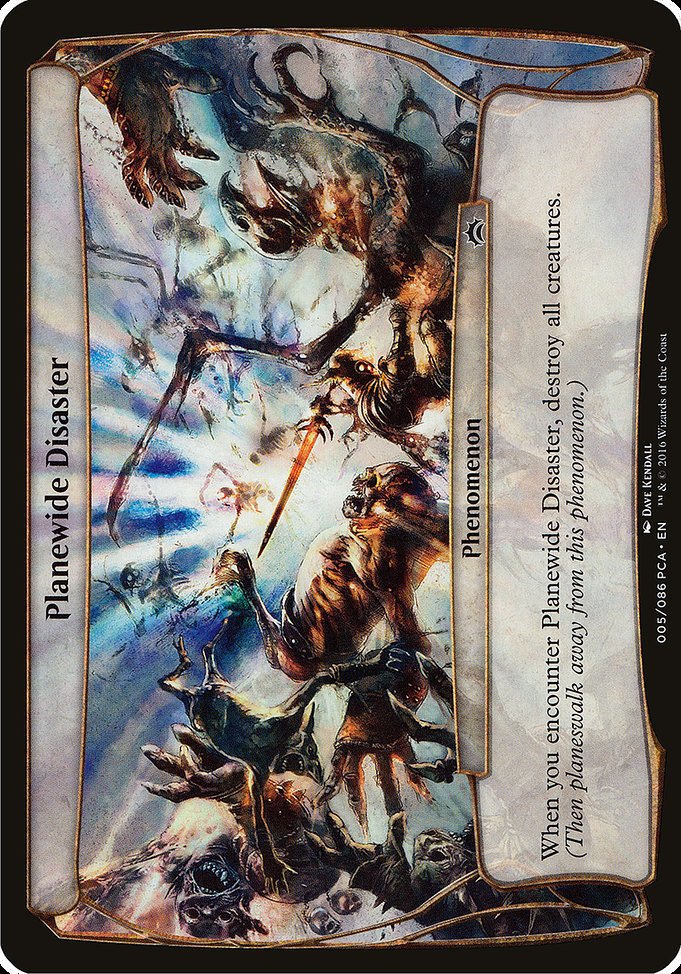 Planewide Disaster
Phenomenon
When you encounter Planewide Disaster, destroy all creatures.
(Then planeswalk away from this phenomenon.)
Dave Kendall
005/086 PCA • EN ™ & © 2016 Wizards of the Coast